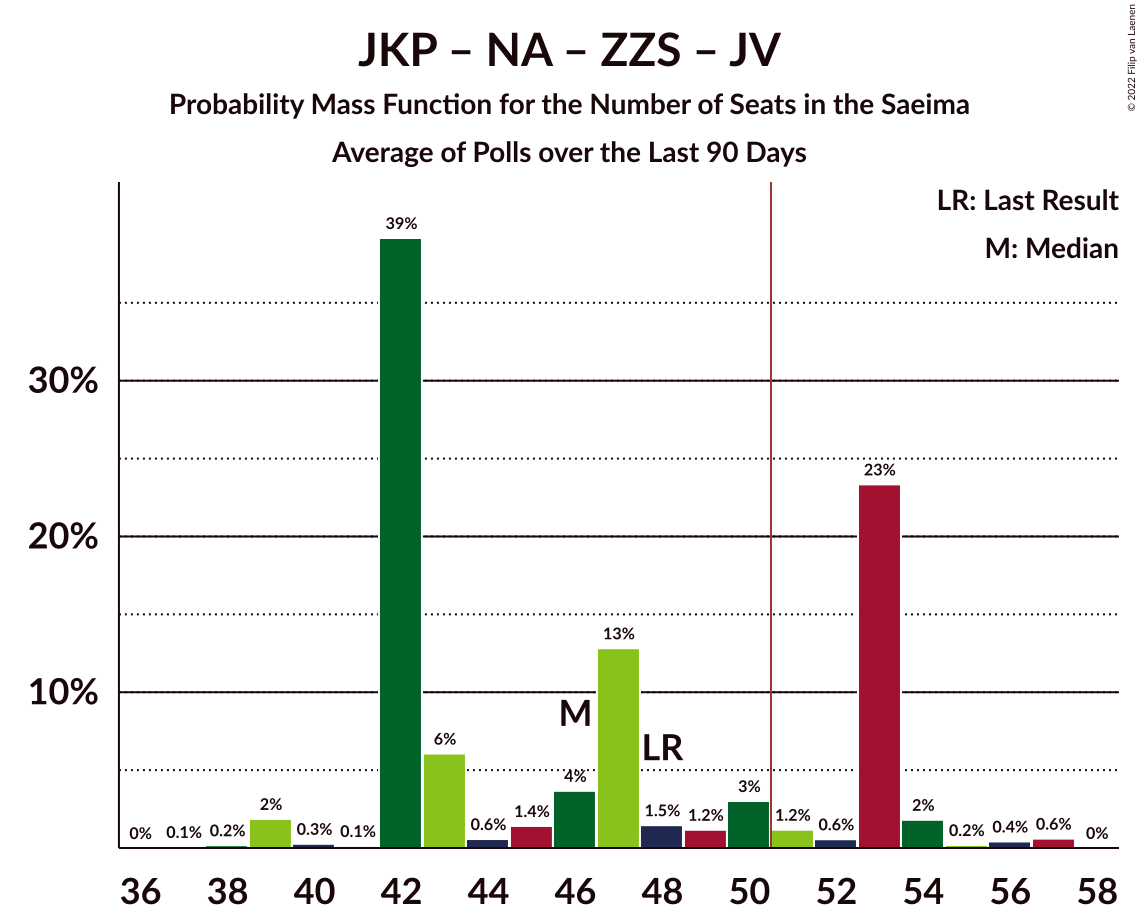 JKP – NA – ZZS – JV
Probability Mass Function for the Number of Seats in the Saeima
Average of Polls over the Last 90 Days
© 2022 Filip van Laenen
LR: Last Result
M: Median
39%
30%
23%
20%
13%
10%
M
LR
6%
4%
3%
2%
2%
0%
0.1%
0.2%
0.3%
0.1%
0.6%
1.4%
1.5%
1.2%
1.2%
0.6%
0.2%
0.4%
0.6%
0%
36 38 40 42 44 46 48 50 52 54 56 58